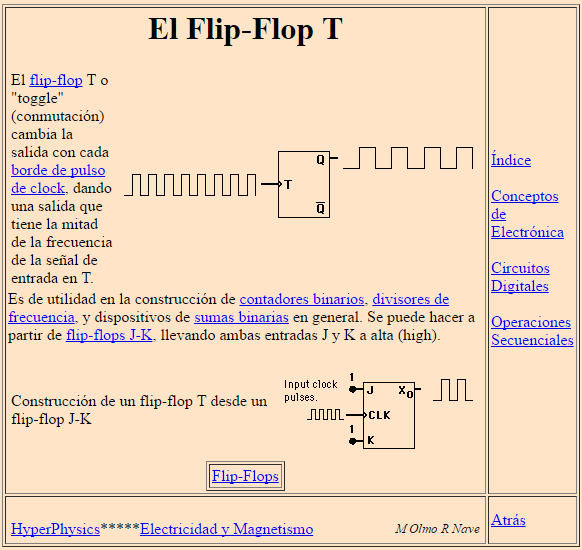 El Flip-Flop T
El flip-flop T o
"toggle"
(conmutación)
cambia la
salida con cada
borde de pulso
de clock, dando
una salida que
tiene la mitad
de la frecuencia
de la señal de
entrada en T.
T
Q
Q
Es de utilidad en la construcción de contadores binarios, divisores de
frecuencia, y dispositivos de sumas binarias en general. Se puede hacer a
partir de flip-flops J-K, llevando ambas entradas J y K a alta (high).
Construcción de un flip-flop T desde un
flip-flop J-K
Input clock
pulses.
1
J
X0
CLK
1
K
Flip-Flops
Índice
Conceptos
de
Electrónica
Circuitos
Digitales
Operaciones
Secuenciales
HyperPhysics*****Electricidad y Magnetismo
M Olmo R Nave
Atrás